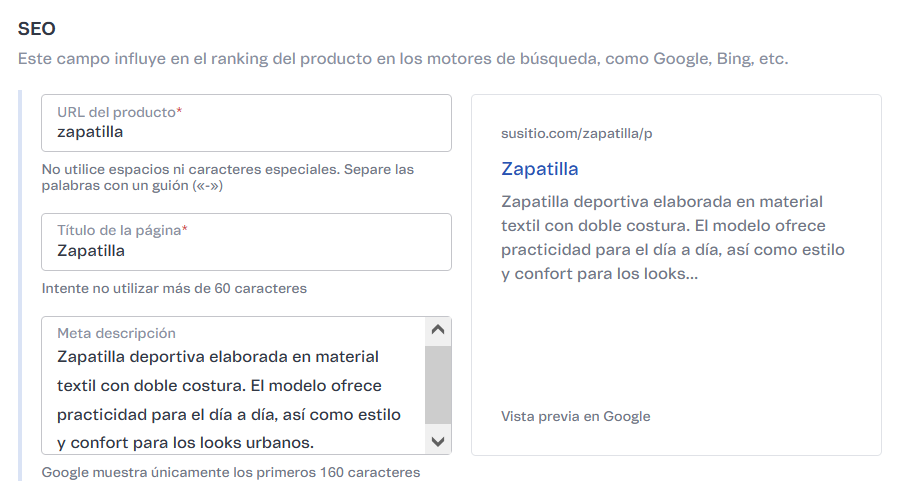 SEO
Este campo influye en el ranking del producto en los motores de búsqueda, como Google, Bing, etc.
URL del producto*
zapatilla
No utilice espacios ni caracteres especiales. Separe las
palabras con un guión («-»)
Título de la página*
Zapatilla
Intente no utilizar más de 60 caracteres
Meta descripción
Zapatilla deportiva elaborada en material
textil con doble costura. El modelo ofrece
practicidad para el día a día, así como estilo
y confort para los looks urbanos.
Google muestra únicamente los primeros 160 caracteres
susitio.com/zapatilla/p
Zapatilla
Zapatilla deportiva elaborada en material
textil con doble costura. El modelo ofrece
practicidad para el día a día, así como estilo
y confort para los looks...
Vista previa en Google